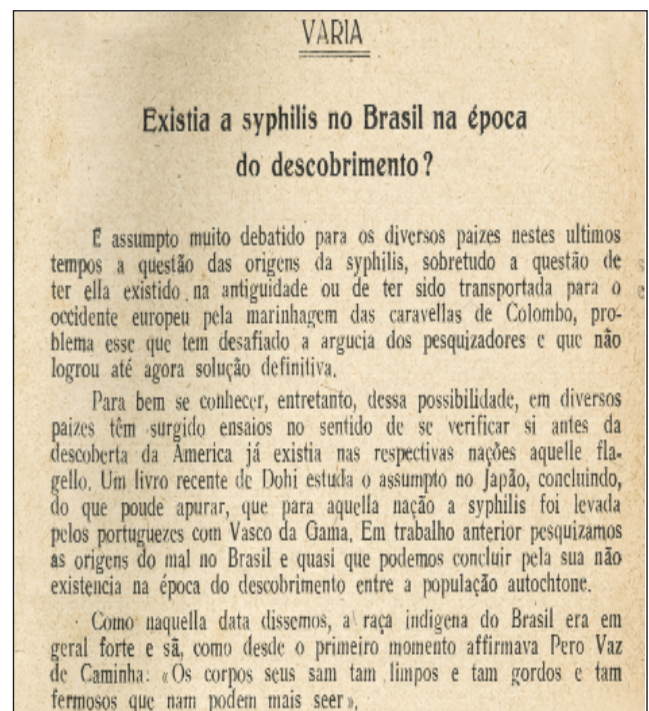 VARIA
Existia a syphilis no Brasil na época
do descobrimento?
É assumpto muito debatido para os diversos paizes nestes ultimos
tempos a questão das origens da syphilis, sobretudo a questão de
ter ella existido na antiguidade ou de ter sido transportada para o
occidente europeu pela marinhagem das caravellas de Colombo, pro-
blema esse que tem desafiado a argucia dos pesquizadores e que não
logrou até agora solução definitiva.
Para bem se conhecer, entretanto, dessa possibilidade, em diversos
paizes têm surgido ensaios no sentido de se verificar si antes da
descoberta da America já existia nas respectivas nações aquelle fla-
gello. Um livro recente de Dohi estuda o assumpto no Japão, concluindo,
do que poude apurar, que para aquella nação a syphilis foi levada
pelos portuguezes com Vasco da Gama. Em trabalho anterior pesquizamos
as origens do mal no Brasil e quasi que podemos concluir pela sua não
existencia na época do descobrimento entre a população autochtone.
Como naquella data dissemos, a raça indigena do Brasil era em
geral forte e sã, como desde o primeiro momento affirmava Pero Vaz
de Caminha: «Os corpos seus sam tam limpos e tam gordos e tam
fermosos que nam podem mais seer».